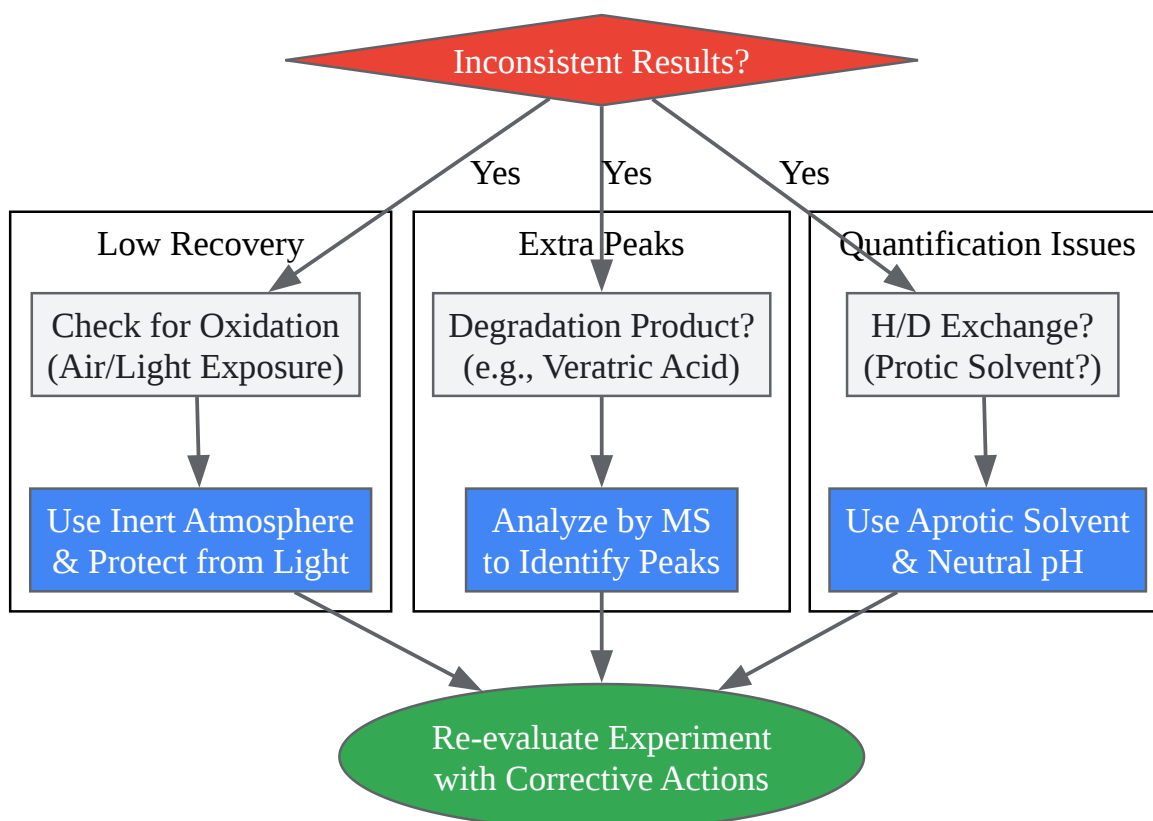 Inconsistent Results?
Yes
Yes
Yes
Low Recovery
Extra Peaks
Quantification Issues
Check for Oxidation
(Air/Light Exposure)
Degradation Product?
(e.g., Veratric Acid)
H/D Exchange?
(Protic Solvent?)
Use Inert Atmosphere
& Protect from Light
Analyze by MS
to Identify Peaks
Use Aprotic Solvent
& Neutral pH
Re-evaluate Experiment
with Corrective Actions